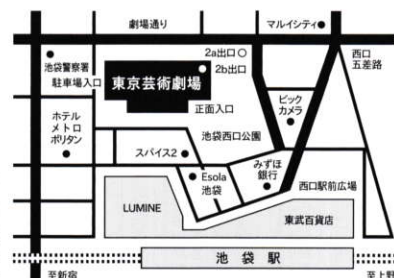 劇場通り
マルイシティ
2a出口
西口
五差路
池袋警察署
2b出口
駐車場入口
東京芸術劇場
正面入口
ビック
カメラ
ホテル
メトロ
ポリタン
池袋西口公園
スパイス2
Esola
池袋
みずほ
銀行
西口駅前広場
LUMINE
東武百貨店
池袋駅
至新宿
至上野